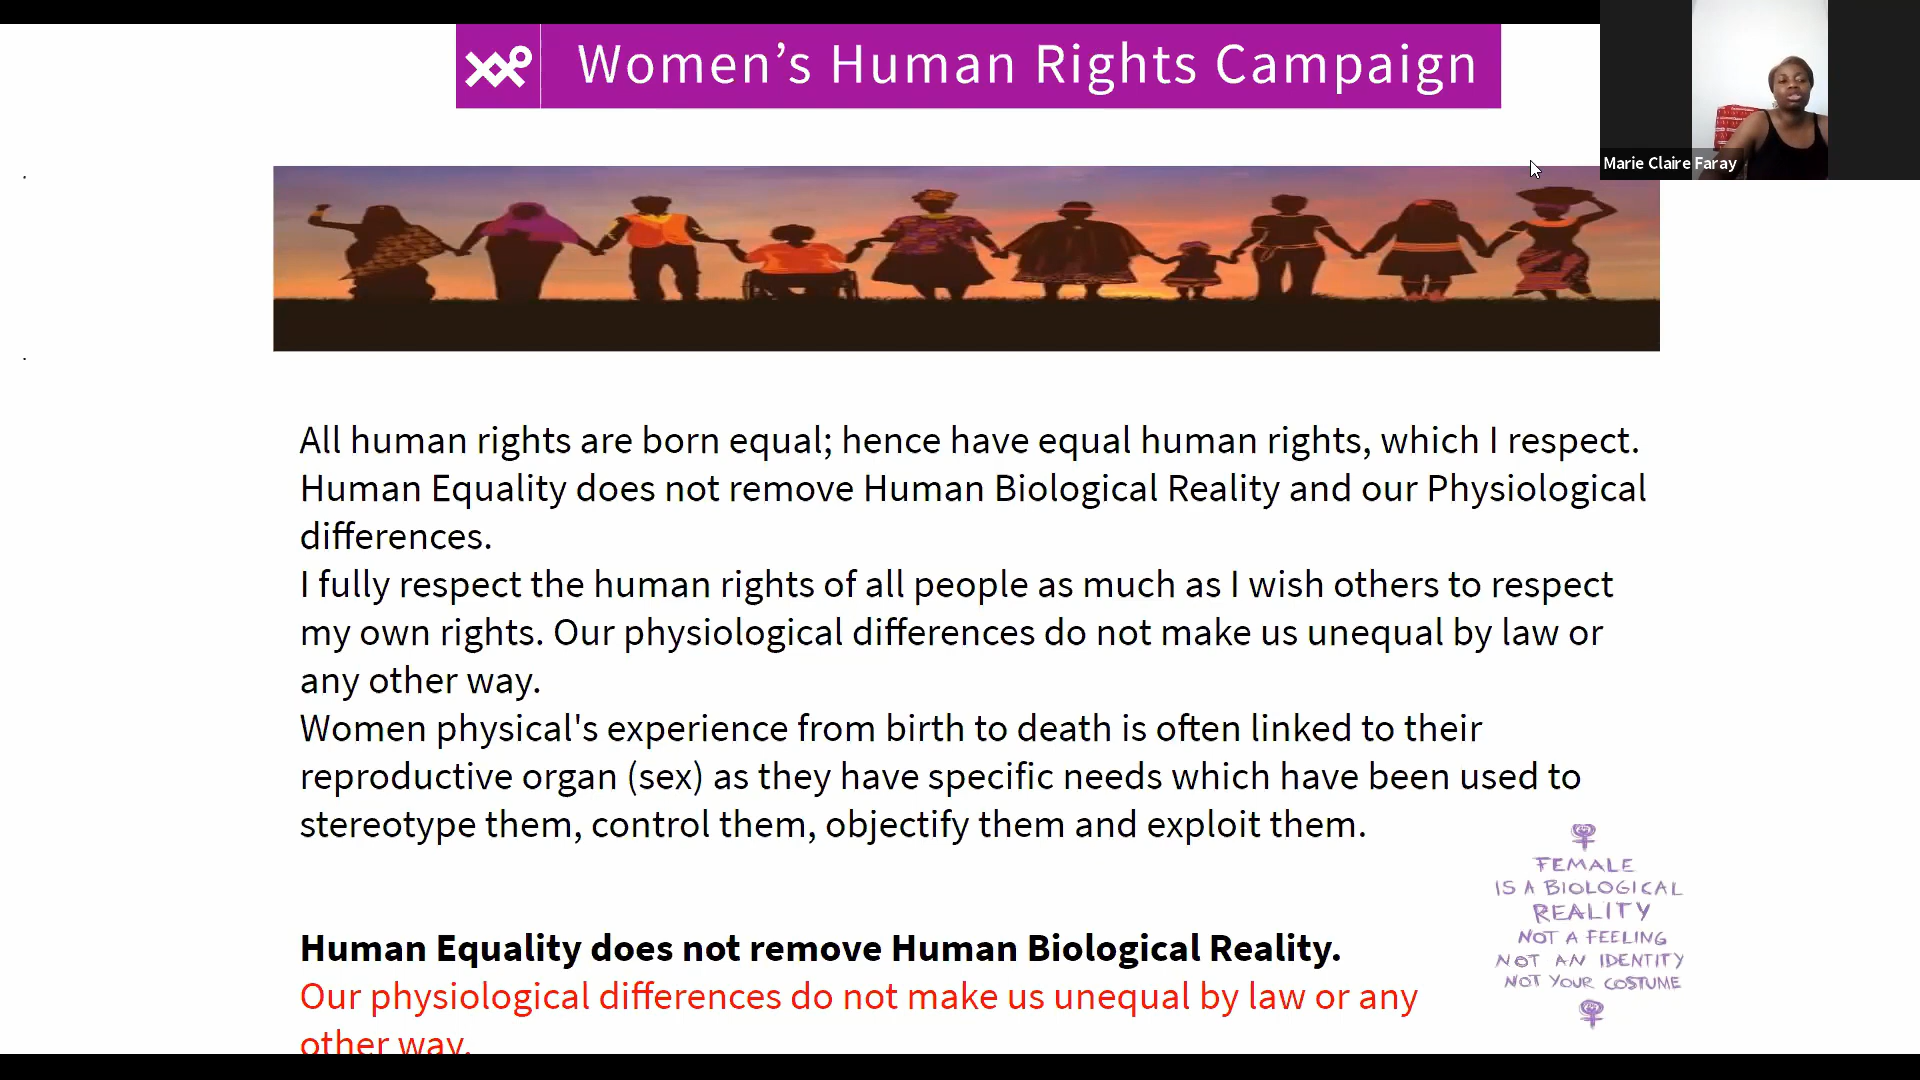 Women's Human Rights Campaign
Marie Claire Faray
All human rights are born equal; hence have equal human rights, which I respect.
Human Equality does not remove Human Biological Reality and our Physiological
differences.
I fully respect the human rights of all people as much as I wish others to respect
my own rights. Our physiological differences do not make us unequal by law or
any other way.
Women physical's experience from birth to death is often linked to their
reproductive organ (sex) as they have specific needs which have been used to
stereotype them, control them, objectify them and exploit them.
Human Equality does not remove Human Biological Reality.
Our physiological differences do not make us unequal by law or any
other way.
FEMALE
IS A BIOLOGICAL
REALITY
NOT A FEELING
NOT AN IDENTITY
NOT YOUR COSTUME